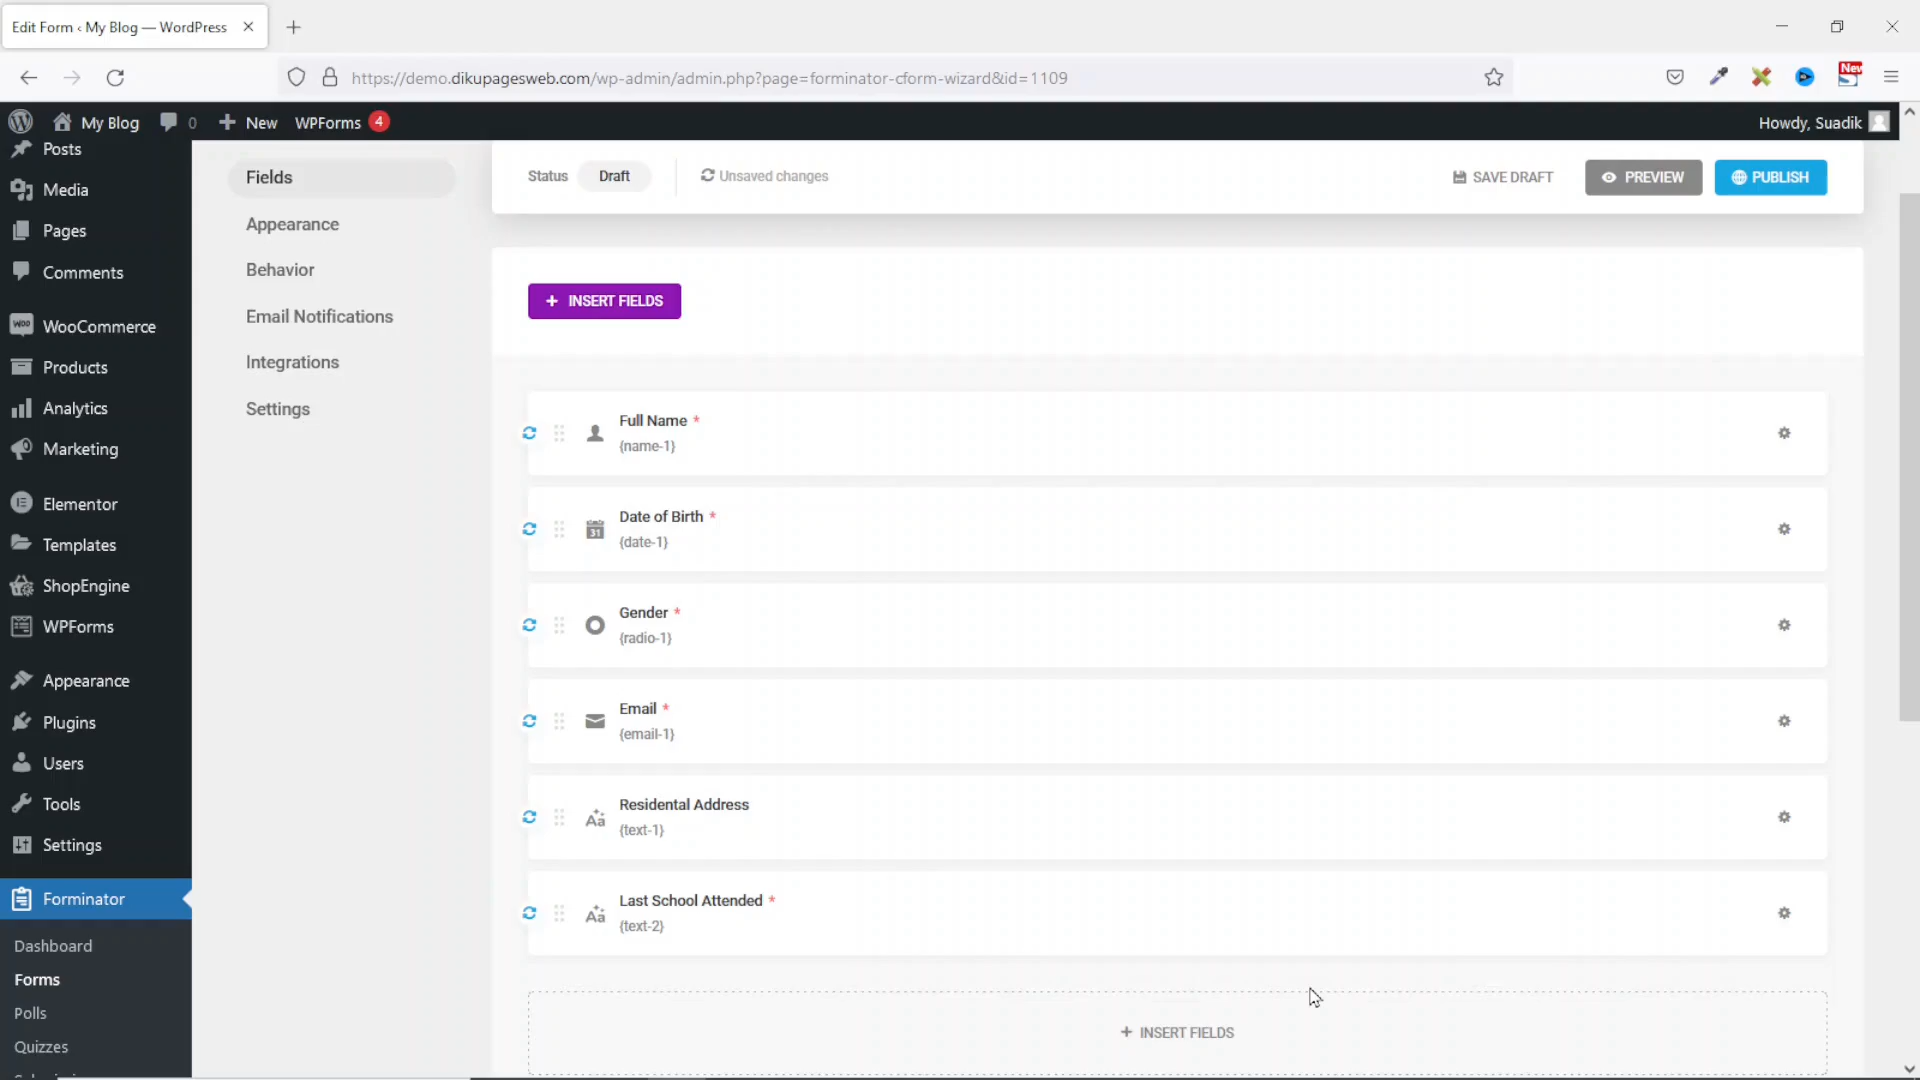 Edit Form ‹ My Blog — WordPress
https://demo.dikupagesweb.com/wp-admin/admin.php?page=forminator-cform-wizard&id=1109
New
My Blog
0
New
WPForms
4
Howdy, Suadik
Posts
Media
Pages
Comments
Woo
WooCommerce
Products
Analytics
Marketing
Elementor
Templates
ShopEngine
WPForms
Appearance
Plugins
Users
Tools
Settings
Forminator
Dashboard
Forms
Polls
Quizzes
Fields
Appearance
Behavior
Email Notifications
Integrations
Settings
Status
Draft
Unsaved changes
SAVE DRAFT
PREVIEW
PUBLISH
+ INSERT FIELDS
Full Name *
{name-1}
31
Date of Birth *
{date-1}
Gender *
{radio-1}
Email *
{email-1}
Aa
Residental Address
{text-1}
Aa
Last School Attended *
{text-2}
+ INSERT FIELDS